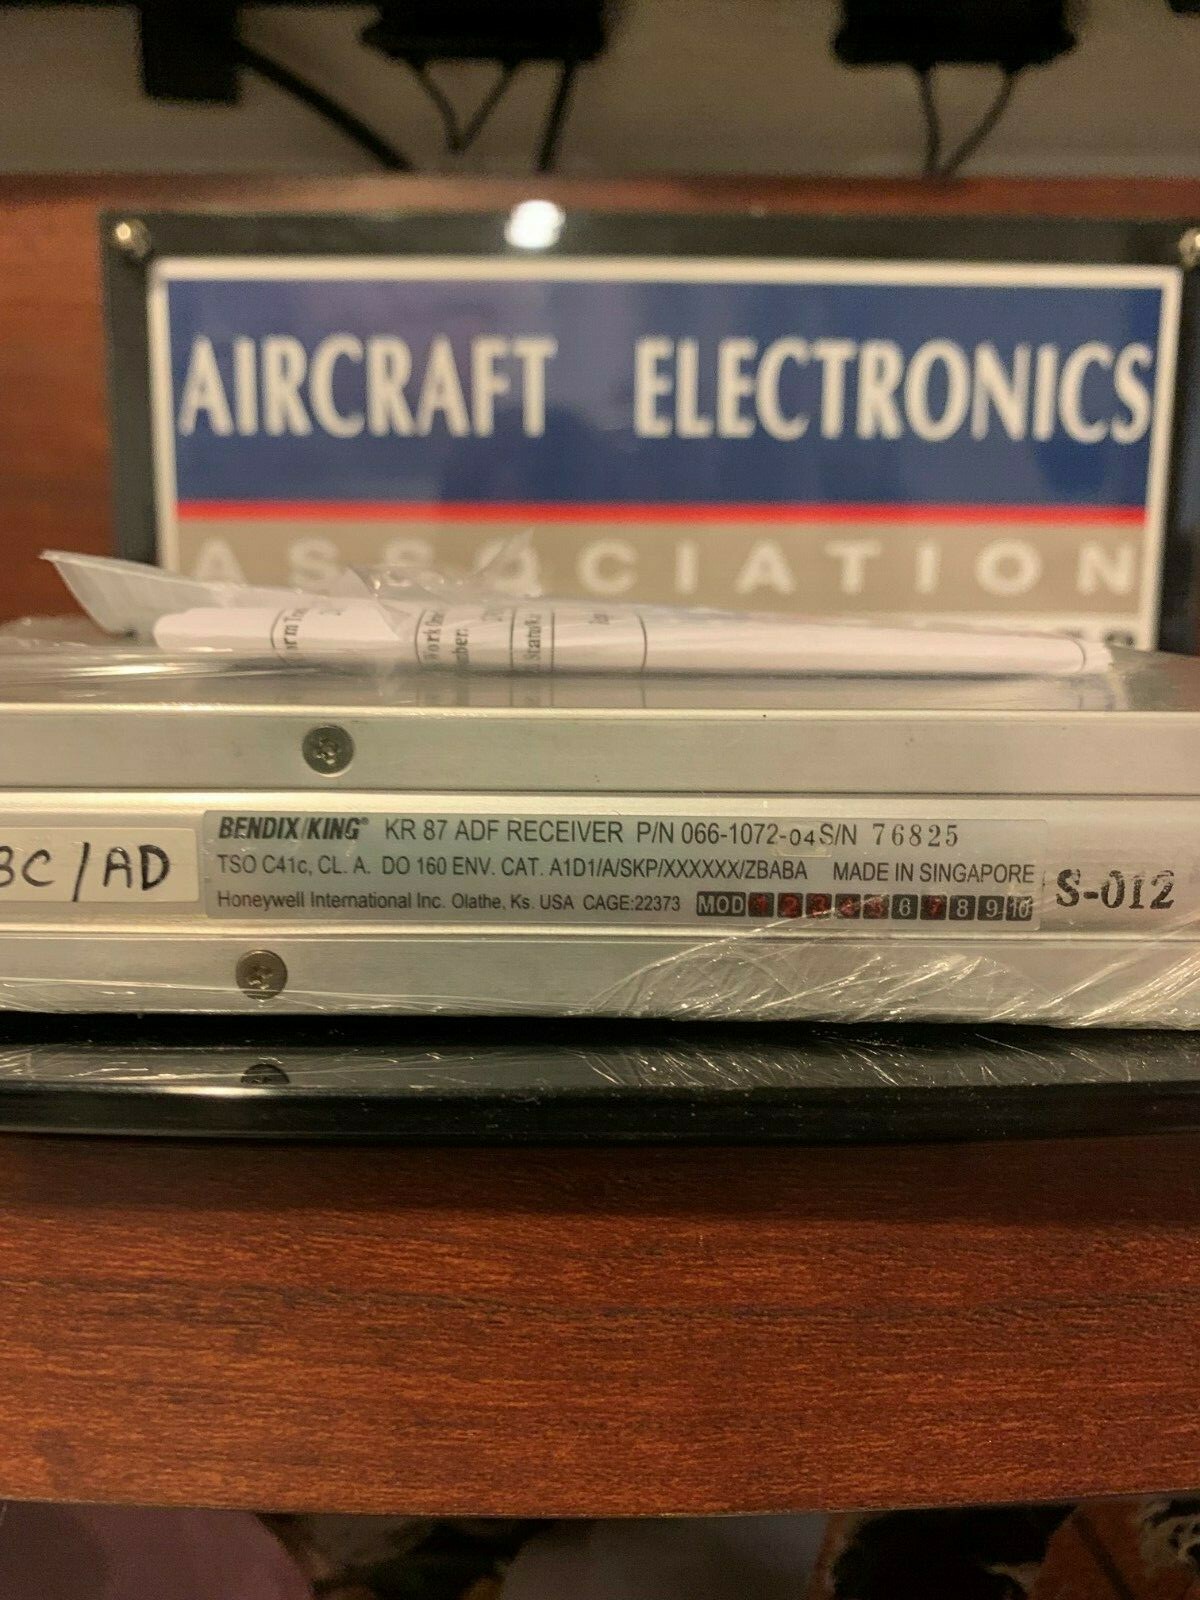 AIRCRAFT ELECTRONICS
ASSOCIATION
BENDIX/KING® KR 87 ADF RECEIVER P/N 066-1072-04 S/N 76825
TSO C41c, CL. A. DO 160 ENV. CAT. A1D1/A/SKP/XXXXXX/ZBABA MADE IN SINGAPORE
Honeywell International Inc. Olathe, Ks. USA CAGE:22373 MOD 1 2 3 4 5 6 7 8 9 10
/AD
S-012